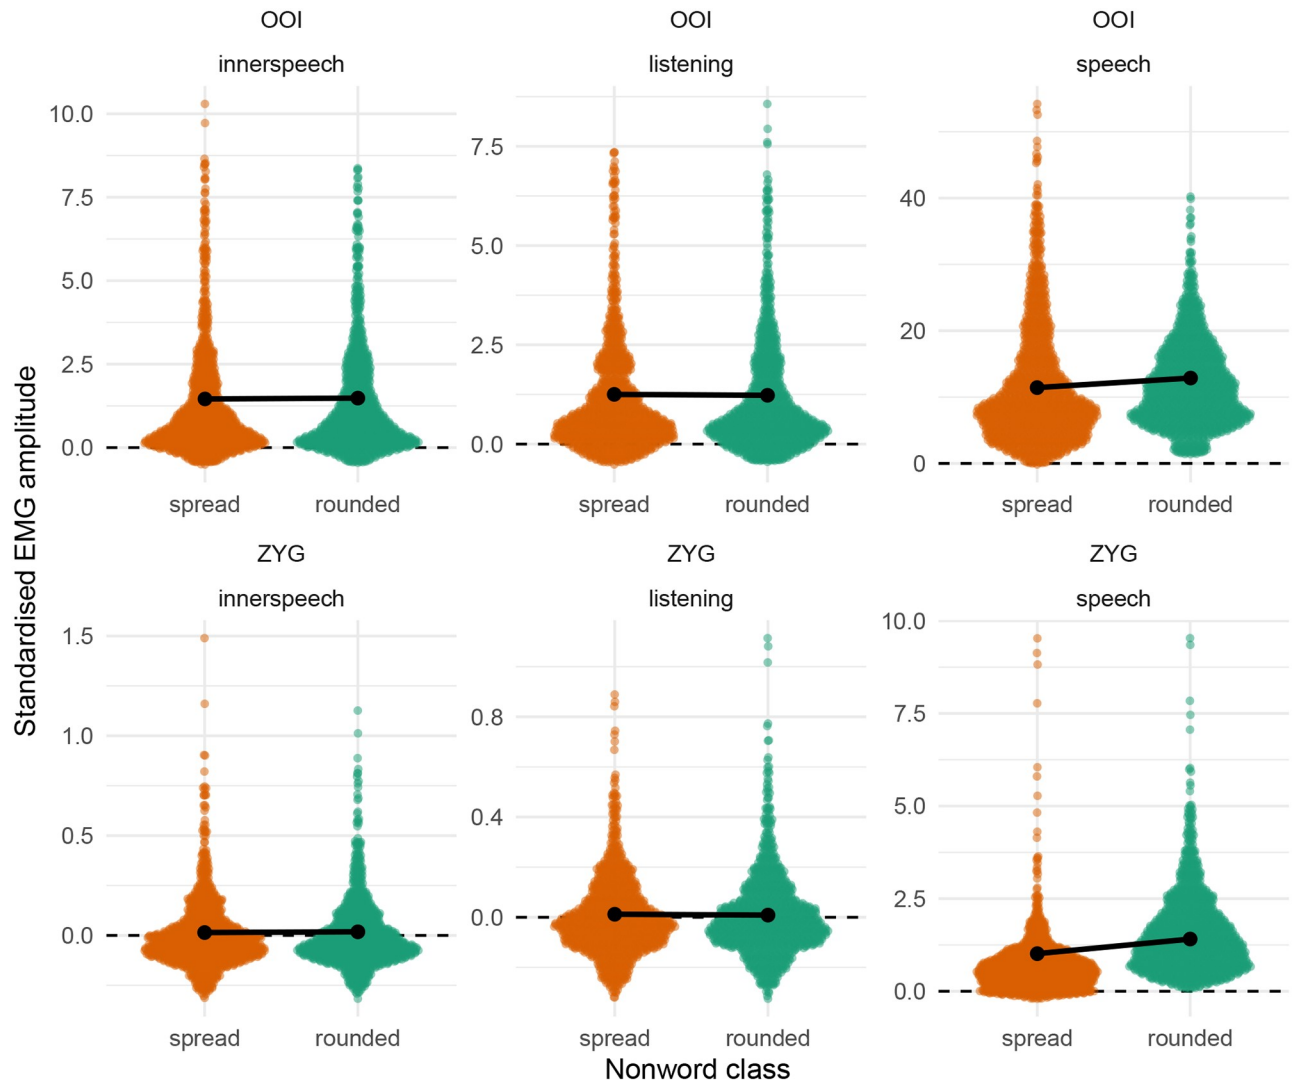 OOI
innerspeech
10.0
7.5
5.0
2.5
0.0
spread rounded
OOI
listening
7.5
5.0
2.5
0.0
spread rounded
OOI
speech
40
20
0
spread rounded
ZYG
innerspeech
1.5
1.0
0.5
0.0
spread rounded
ZYG
listening
0.8
0.4
0.0
spread rounded
ZYG
speech
10.0
7.5
5.0
2.5
0.0
spread rounded
Standardised EMG amplitude
Nonword class